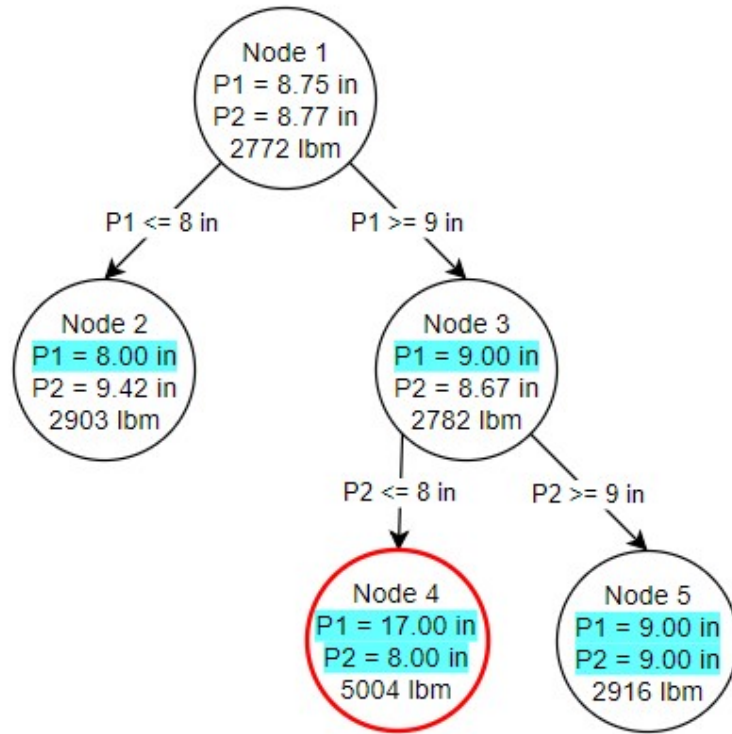 Node 1
P1 = 8.75 in
P2 = 8.77 in
2772 lbm
P1 <= 8 in
P1 >= 9 in
Node 2
P1 = 8.00 in
P2 = 9.42 in
2903 lbm
Node 3
P1 = 9.00 in
P2 = 8.67 in
2782 lbm
P2 <= 8 in
P2 >= 9 in
Node 4
P1 = 17.00 in
P2 = 8.00 in
5004 lbm
Node 5
P1 = 9.00 in
P2 = 9.00 in
2916 lbm